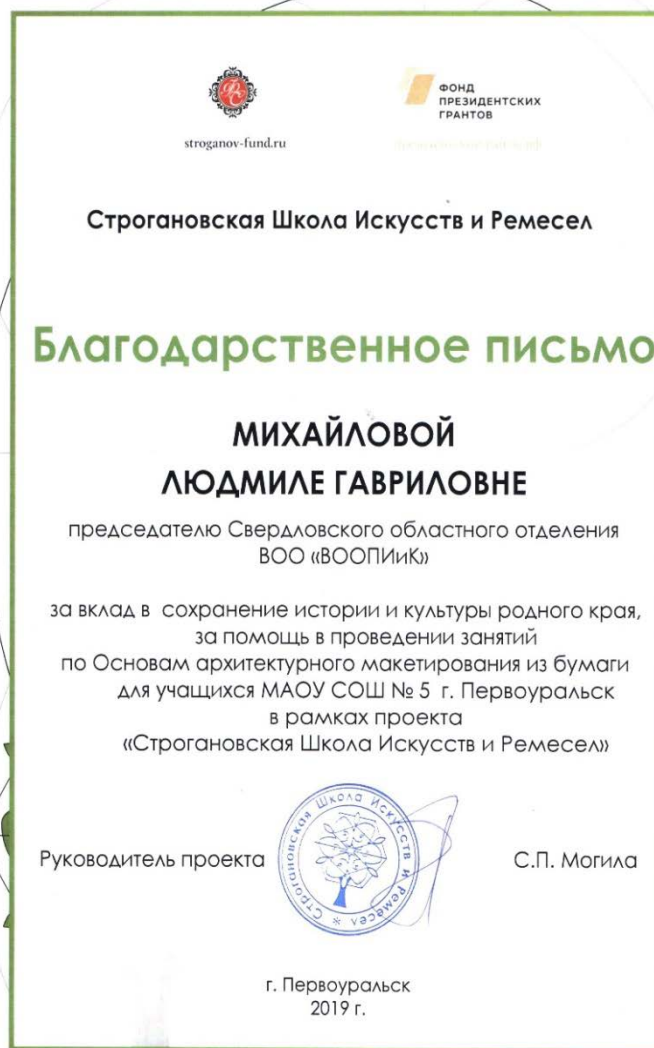 stroganov-fund.ru
ФОНД
ПРЕЗИДЕНТСКИХ
ГРАНТОВ
Строгановская Школа Искусств и Ремесел
Благодарственное письмо
МИХАЙЛОВОЙ
ЛЮДМИЛЕ ГАВРИЛОВНЕ
председателю Свердловского областного отделения
ВОО «ВООПИиК»
за вклад в сохранение истории и культуры родного края,
за помощь в проведении занятий
по Основам архитектурного макетирования из бумаги
для учащихся МАОУ СОШ № 5 г. Первоуральск
в рамках проекта
«Строгановская Школа Искусств и Ремесел»
Руководитель проекта
Строгановская Школа Искусств и Ремесел
С.П. Могила
г. Первоуральск
2019 г.